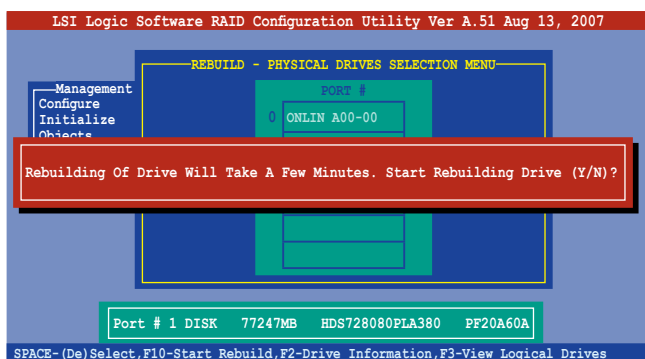 LSI Logic Software RAID Configuration Utility Ver A.51 Aug 13, 2007
REBUILD - PHYSICAL DRIVES SELECTION MENU
Management
Configure
Initialize
Objects
PORT #
0 ONLIN A00-00
Rebuilding Of Drive Will Take A Few Minutes. Start Rebuilding Drive (Y/N)?
Port # 1 DISK 77247MB HDS728080PLA380 PF20A60A
SPACE-(De)Select,F10-Start Rebuild,F2-Drive Information,F3-View Logical Drives